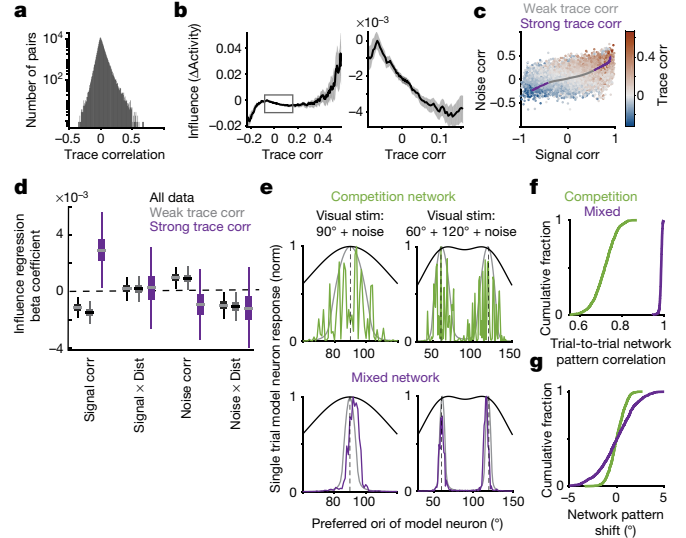 a
Number of pairs
10⁴
10²
−0.5
0
0.5
Trace correlation
b
Influence (ΔActivity)
0.04
0.02
0
−0.02
−0.2
0
0.2
0.4
Trace corr
×10⁻³
0
−2
−4
0
0.1
Trace corr
c
Weak trace corr
Strong trace corr
Noise corr
0.5
0
−0.5
−1
0
1
Signal corr
0.4
0
Trace corr
d
×10⁻³
All data
Weak trace corr
Strong trace corr
Influence regression
beta coefficient
4
0
−4
Signal corr
Signal × Dist
Noise corr
Noise × Dist
e
Competition network
Visual stim:
90° + noise
Visual stim:
60° + 120° + noise
Single trial model neuron response (norm)
1
0
80
100
1
0
50
100
150
Mixed network
1
0
80
100
1
0
50
100
150
Preferred ori of model neuron (°)
f
Competition
Mixed
Cumulative fraction
1
0
0.6
0.8
1
Trial-to-trial network
pattern correlation
g
Cumulative fraction
1
0
−5
0
5
Network pattern
shift (°)